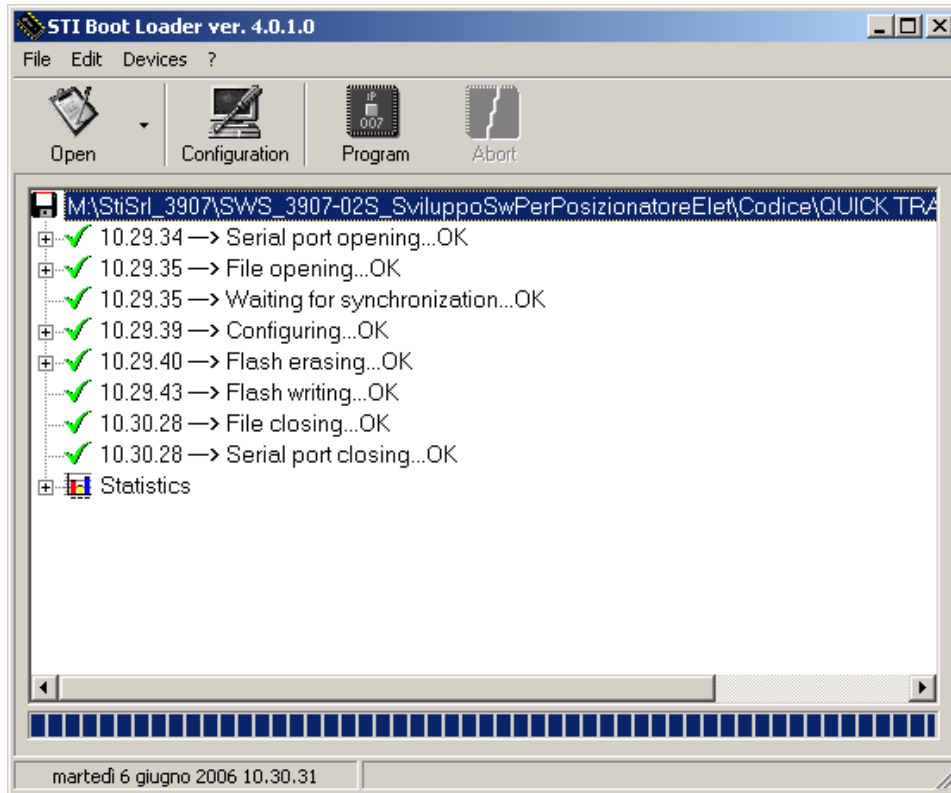 STI Boot Loader ver. 4.0.1.0
File Edit Devices ?
Open Configuration Program Abort
M:\StiSrl_3907\SWS_3907-02S_SviluppoSwPerPosizionatoreElet\Codice\QUICK TRA
10.29.34 —> Serial port opening...OK
10.29.35 —> File opening...OK
10.29.35 —> Waiting for synchronization...OK
10.29.39 —> Configuring...OK
10.29.40 —> Flash erasing...OK
10.29.43 —> Flash writing...OK
10.30.28 —> File closing...OK
10.30.28 —> Serial port closing...OK
Statistics
martedì 6 giugno 2006 10.30.31